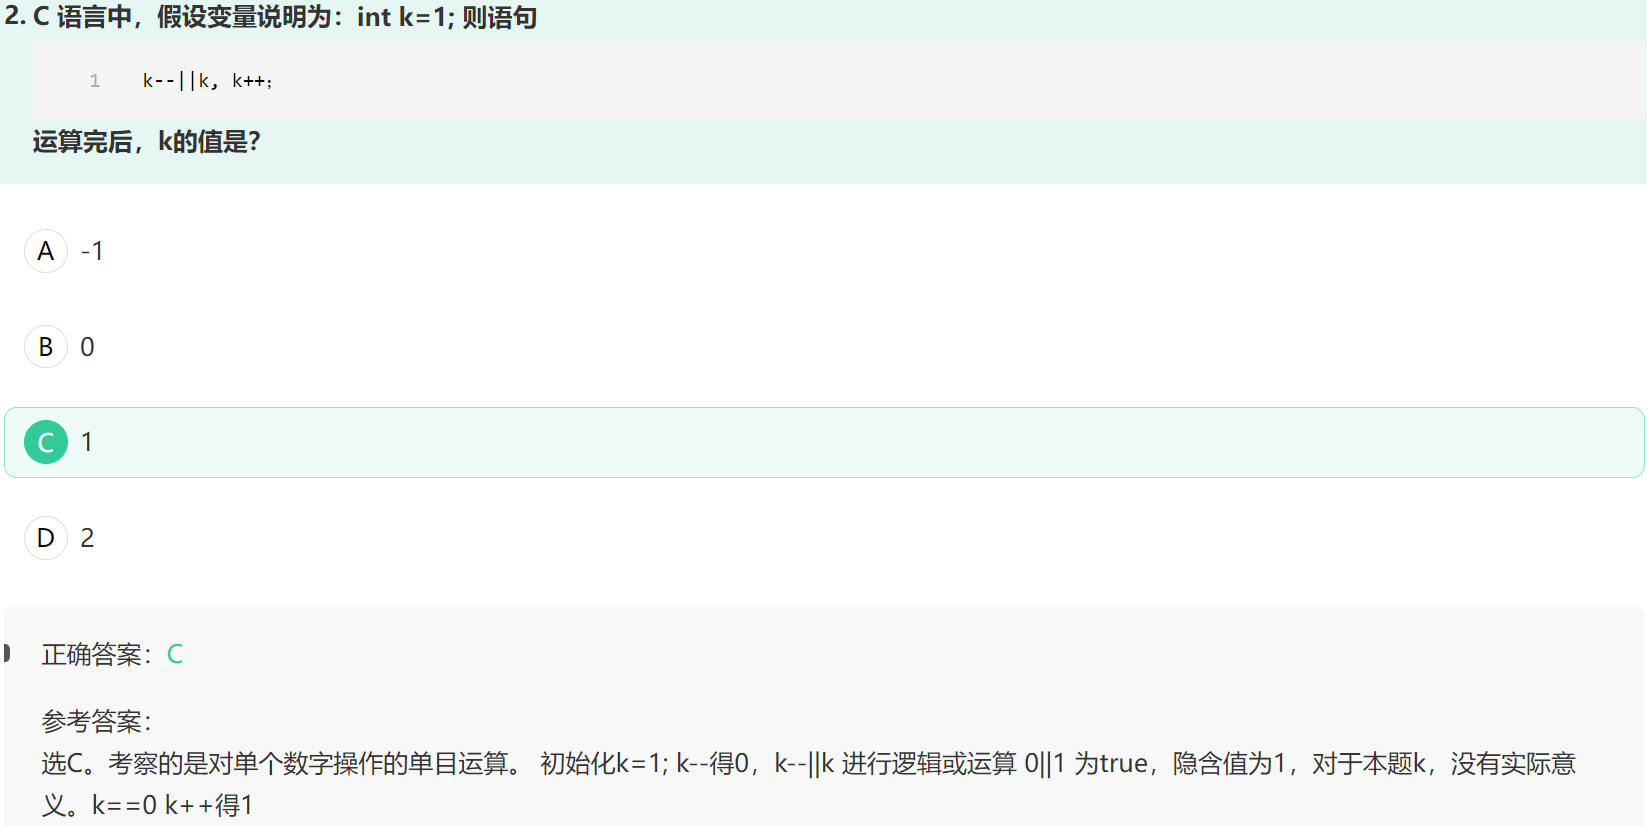 2. C 语言中，假设变量说明为：int k=1; 则语句
1 k--||k, k++;
运算完后，k的值是?
A -1
B 0
C 1
D 2
正确答案：C
参考答案：
选C。考察的是对单个数字操作的单目运算。 初始化k=1; k--得0，k--||k 进行逻辑或运算 0||1 为true，隐含值为1，对于本题k，没有实际意
义。k==0 k++得1